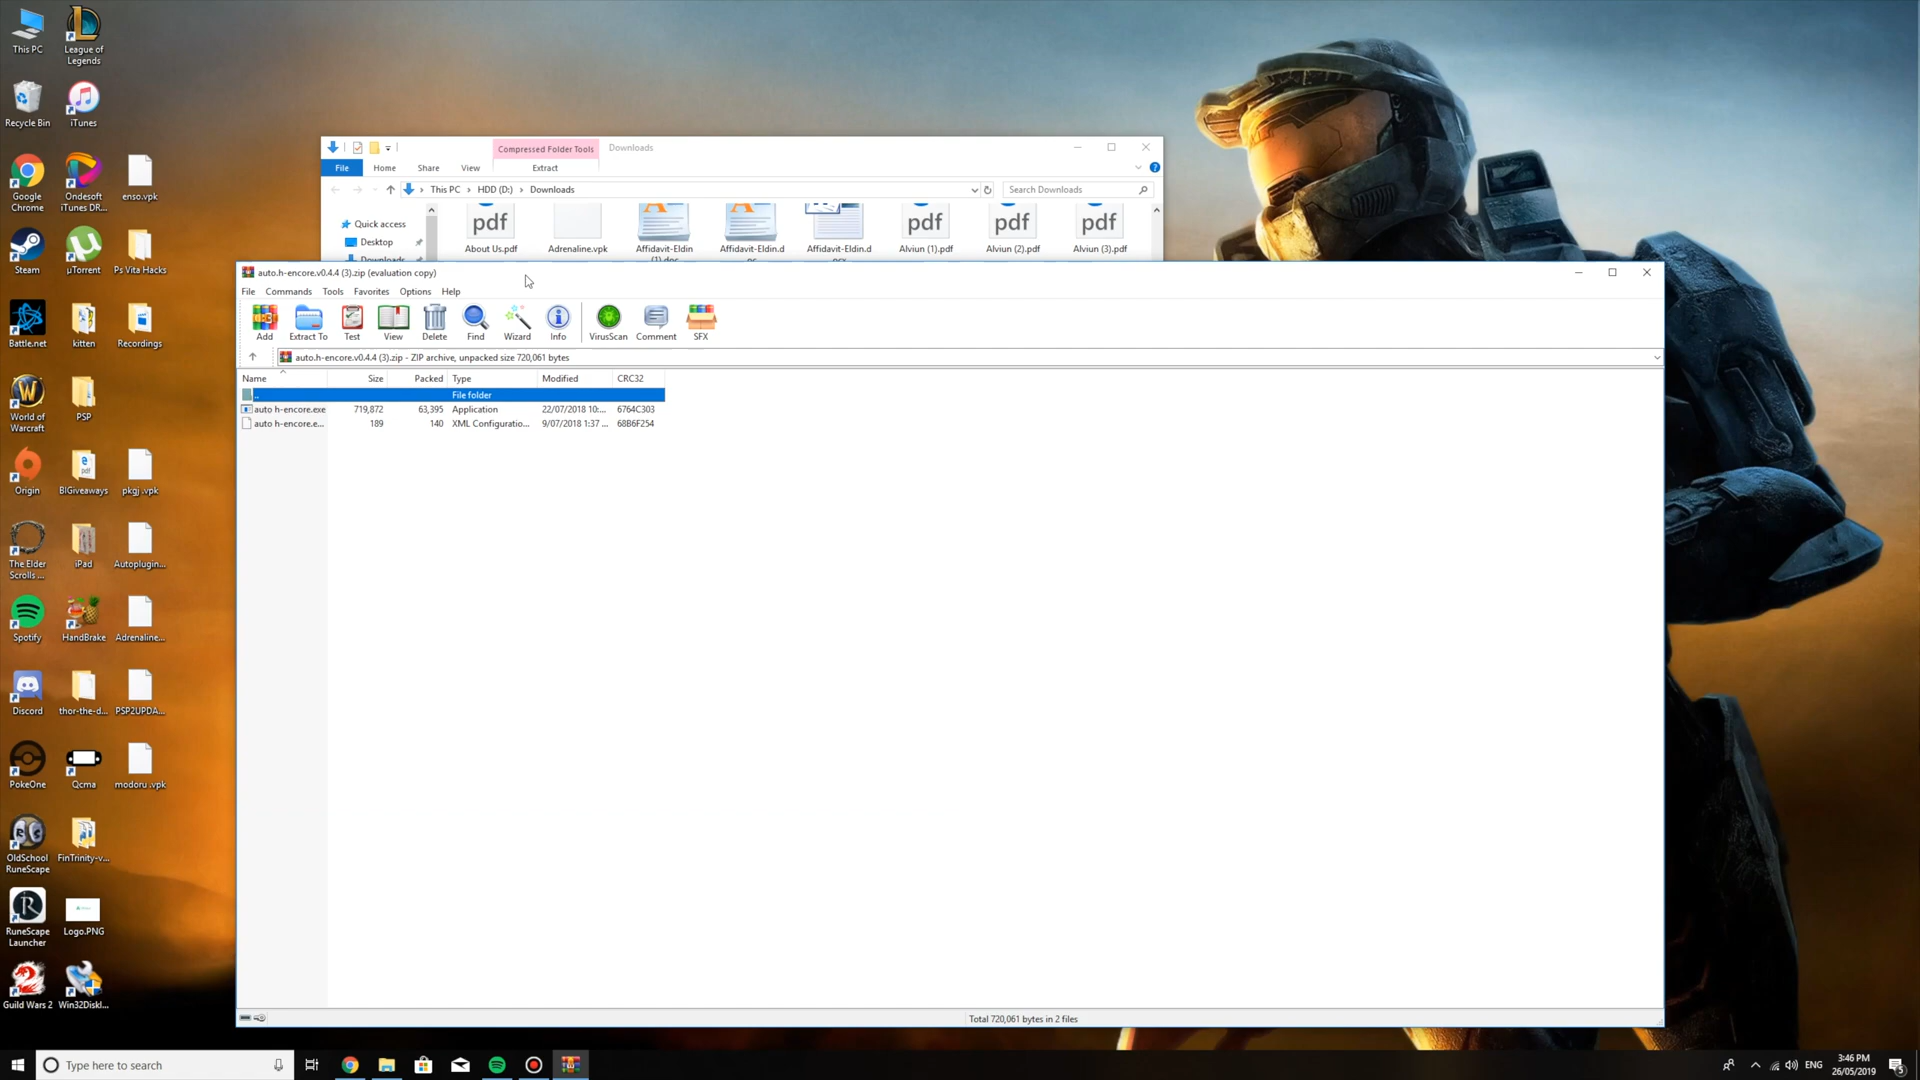 This PC
League of
Legends
Recycle Bin
iTunes
Google
Chrome
Ondesoft
iTunes DR...
enso.vpk
Steam
µTorrent
Ps Vita Hacks
Battle.net
kitten
Recordings
World of
Warcraft
PSP
Origin
BIGiveaways
pkgj .vpk
The Elder
Scrolls ...
iPad
Autoplugin...
Spotify
HandBrake
Adrenaline...
Discord
thor-the-d...
PSP2UPDA...
PokeOne
Qcma
modoru .vpk
OldSchool
RuneScape
FinTrinity-v...
RuneScape
Launcher
Logo.PNG
Guild Wars 2
Win32Diskl...
Compressed Folder Tools
Downloads
File
Home
Share
View
Extract
This PC > HDD (D:) > Downloads
Search Downloads
Quick access
Desktop
Downloads
pdf
About Us.pdf
Adrenaline.vpk
Affidavit-Eldin
(1).doc
Affidavit-Eldin.d
Affidavit-Eldin.d
pdf
Alviun (1).pdf
pdf
Alviun (2).pdf
pdf
Alviun (3).pdf
auto.h-encore.v0.4.4 (3).zip (evaluation copy)
File Commands Tools Favorites Options Help
Add
Extract To
Test
View
Delete
Find
Wizard
Info
VirusScan
Comment
SFX
auto.h-encore.v0.4.4 (3).zip - ZIP archive, unpacked size 720,061 bytes
Name Size Packed Type Modified CRC32
.. File folder
auto h-encore.exe 719,872 63,395 Application 22/07/2018 10:... 6764C303
auto h-encore.e... 189 140 XML Configuratio... 9/07/2018 1:37 ... 68B6F254
Total 720,061 bytes in 2 files
Type here to search
ENG
3:46 PM
26/05/2019
5